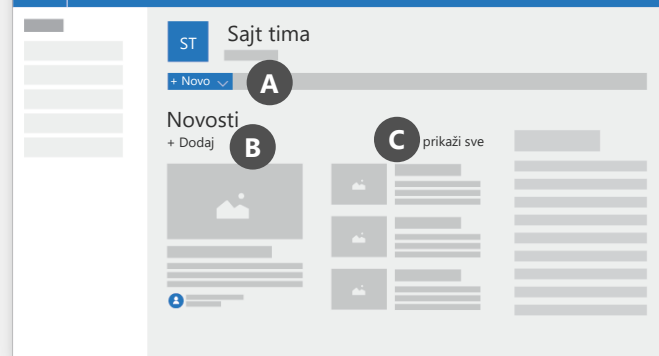 ST
Sajt tima
+ Novo
A
Novosti
+ Dodaj
B
C
prikaži sve